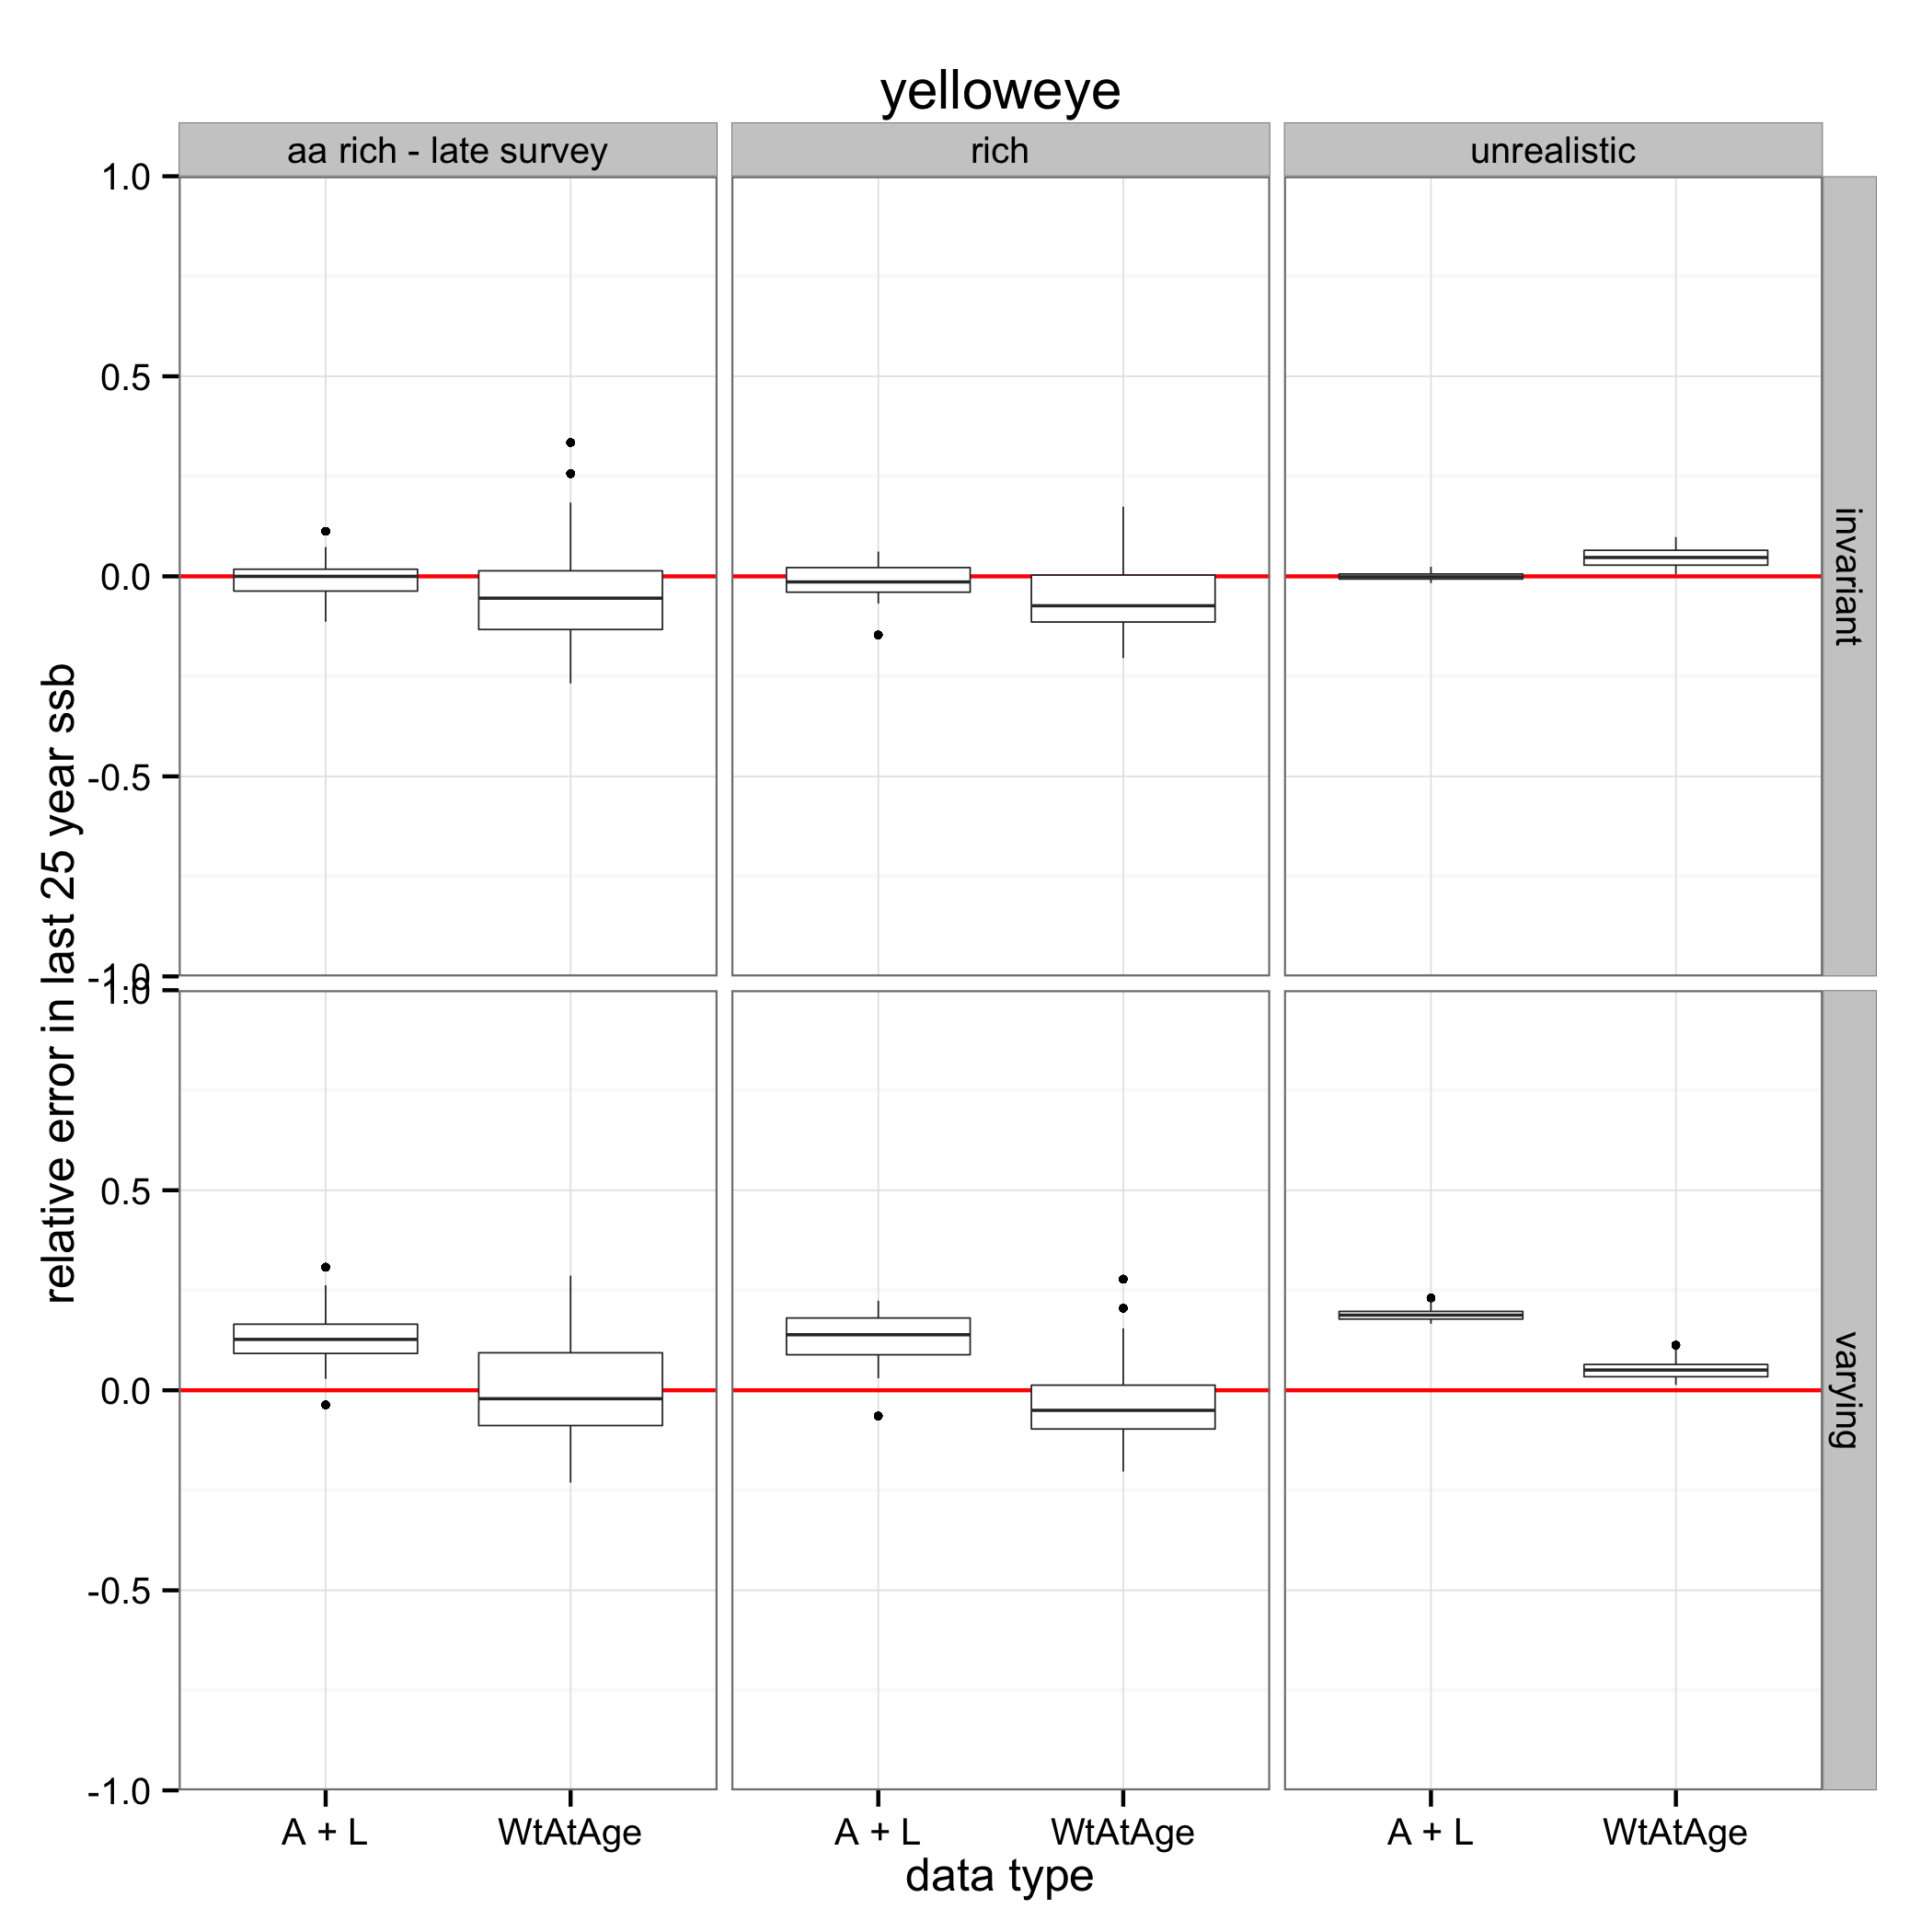 yelloweye
aa rich - late survey
rich
unrealistic
1.0
0.5
0.0
-0.5
-1.0
invariant
1.0
0.5
0.0
-0.5
-1.0
varying
relative error in last 25 year ssb
A + L
WtAtAge
A + L
WtAtAge
A + L
WtAtAge
data type